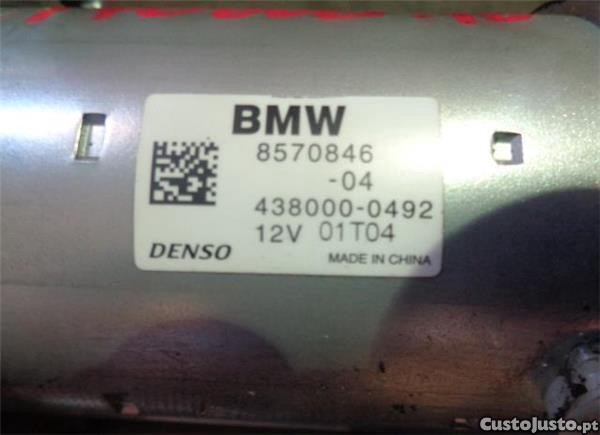 BMW
8570846
-04
438000-0492
12V 01T04
DENSO
MADE IN CHINA
CustoJusto.pt